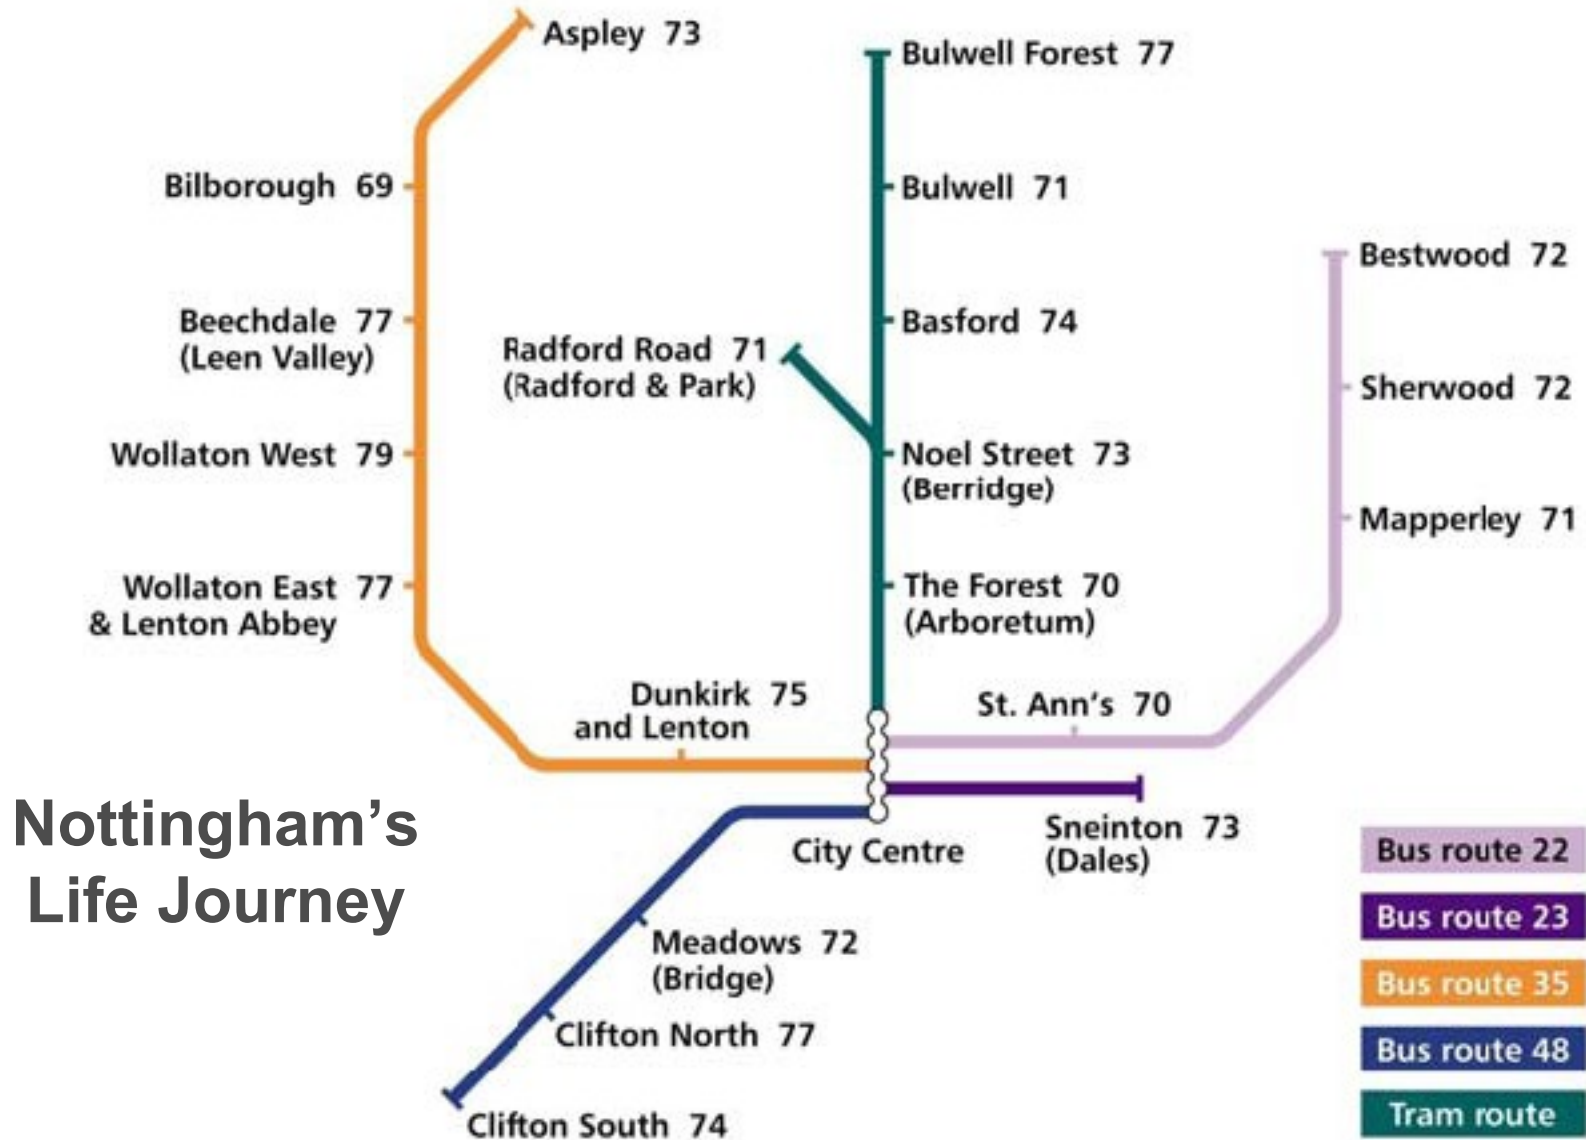 Aspley 73
Bilborough 69
Beechdale 77
(Leen Valley)
Wollaton West 79
Wollaton East 77
& Lenton Abbey
Dunkirk 75
and Lenton
Bulwell Forest 77
Bulwell 71
Basford 74
Radford Road 71
(Radford & Park)
Noel Street 73
(Berridge)
The Forest 70
(Arboretum)
Bestwood 72
Sherwood 72
Mapperley 71
St. Ann's 70
Sneinton 73
(Dales)
City Centre
Meadows 72
(Bridge)
Clifton North 77
Clifton South 74
Nottingham's
Life Journey
Bus route 22
Bus route 23
Bus route 35
Bus route 48
Tram route